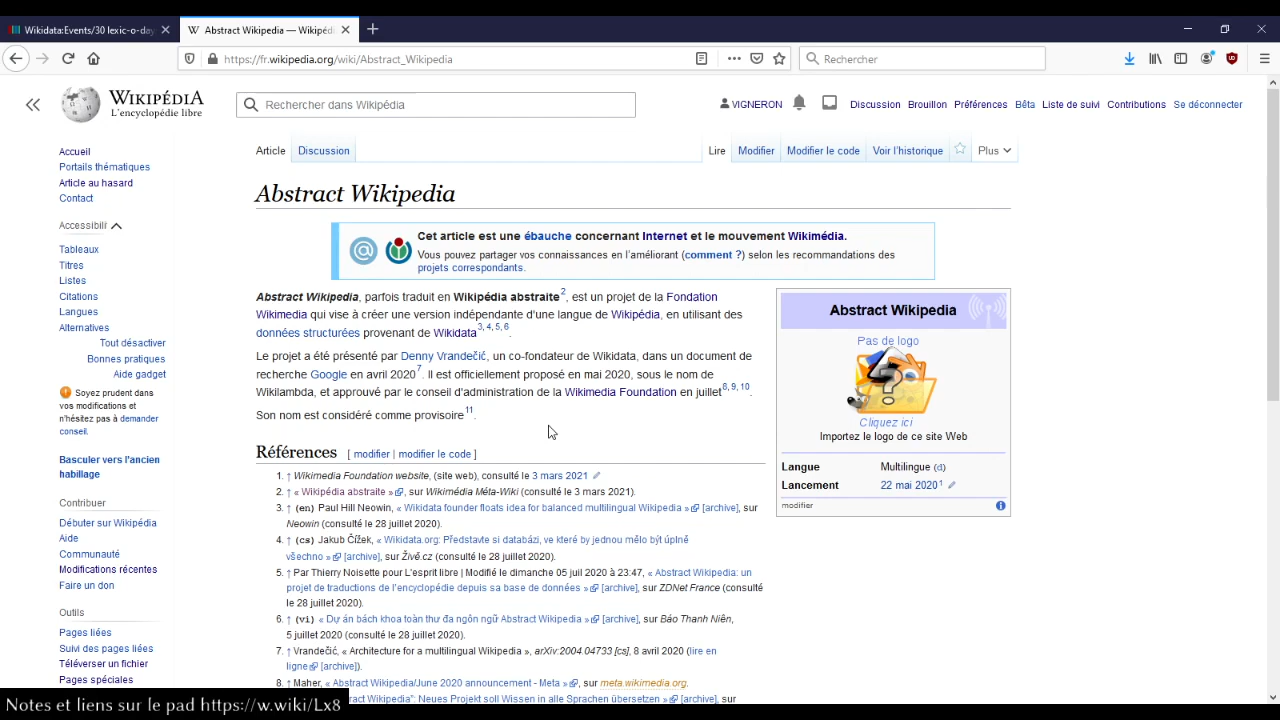 Wikidata:Events/30 lexic-o-day
Abstract Wikipedia — Wikipédi
https://fr.wikipedia.org/wiki/Abstract_Wikipedia
Rechercher
WIKIPÉDIA
L'encyclopédie libre
Rechercher dans Wikipédia
VIGNERON
Discussion Brouillon Préférences Bêta Liste de suivi Contributions Se déconnecter
Accueil
Portails thématiques
Article au hasard
Contact
Accessibilit
Tableaux
Titres
Listes
Citations
Langues
Alternatives
Tout désactiver
Bonnes pratiques
Aide gadget
Soyez prudent dans
vos modifications et
n'hésitez pas à demander
conseil.
Basculer vers l'ancien
habillage
Contribuer
Débuter sur Wikipédia
Aide
Communauté
Modifications récentes
Faire un don
Outils
Pages liées
Suivi des pages liées
Téléverser un fichier
Pages spéciales
Article Discussion
Lire Modifier Modifier le code Voir l'historique Plus
Abstract Wikipedia
Cet article est une ébauche concernant Internet et le mouvement Wikimédia.
Vous pouvez partager vos connaissances en l'améliorant (comment ?) selon les recommandations des
projets correspondants.
Abstract Wikipedia, parfois traduit en Wikipédia abstraite2, est un projet de la Fondation
Wikimedia qui vise à créer une version indépendante d'une langue de Wikipédia, en utilisant des
données structurées provenant de Wikidata3, 4, 5, 6.
Le projet a été présenté par Denny Vrandečić, un co-fondateur de Wikidata, dans un document de
recherche Google en avril 20207. Il est officiellement proposé en mai 2020, sous le nom de
Wikilambda, et approuvé par le conseil d'administration de la Wikimedia Foundation en juillet8, 9, 10.
Son nom est considéré comme provisoire11.
Abstract Wikipedia
Pas de logo
Cliquez ici
Importez le logo de ce site Web
Langue Multilingue (d)
Lancement 22 mai 20201
modifier
Références [ modifier | modifier le code ]
1. ↑ Wikimedia Foundation website, (site web), consulté le 3 mars 2021
2. ↑ « Wikipédia abstraite », sur Wikimédia Méta-Wiki (consulté le 3 mars 2021).
3. ↑ (en) Paul Hill Neowin, « Wikidata founder floats idea for balanced multilingual Wikipedia » [archive], sur
Neowin (consulté le 28 juillet 2020).
4. ↑ (cs) Jakub Čížek, « Wikidata.org: Představte si databázi, ve které by jednou mělo být úplně
všechno » [archive], sur Živě.cz (consulté le 28 juillet 2020).
5. ↑ Par Thierry Noisette pour L'esprit libre | Modifié le dimanche 05 juil 2020 à 23:47, « Abstract Wikipedia: un
projet de traductions de l'encyclopédie depuis sa base de données » [archive], sur ZDNet France (consulté
le 28 juillet 2020).
6. ↑ (vi) « Dự án bách khoa toàn thư đa ngôn ngữ Abstract Wikipedia » [archive], sur Báo Thanh Niên,
5 juillet 2020 (consulté le 28 juillet 2020).
7. ↑ Vrandečić, « Architecture for a multilingual Wikipedia », arXiv:2004.04733 [cs], 8 avril 2020 (lire en
ligne [archive]).
8. ↑ Maher, « Abstract Wikipedia/June 2020 announcement - Meta », sur meta.wikimedia.org.
ract Wikipedia": Neues Projekt soll Wissen in alle Sprachen übersetzen » [archive], sur
Notes et liens sur le pad https://w.wiki/Lx8